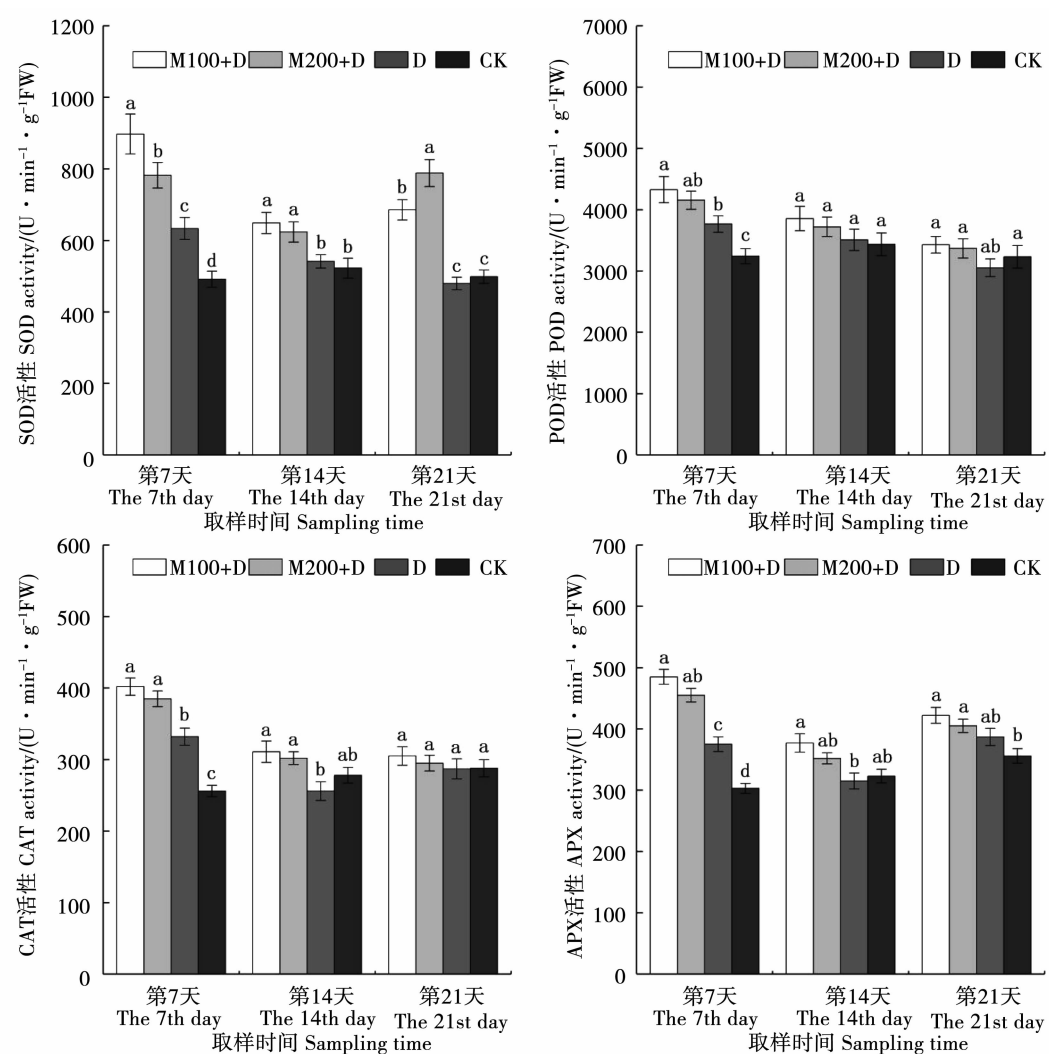 SOD活性 SOD activity/(U·min⁻¹·g⁻¹FW)
1200
1000
800
600
400
200
0
M100+D M200+D D CK
a b c d
a a b b
b a c c
第7天 第14天 第21天
The 7th day The 14th day The 21st day
取样时间 Sampling time
POD活性 POD activity/(U·min⁻¹·g⁻¹FW)
7000
6000
5000
4000
3000
2000
1000
0
M100+D M200+D D CK
a ab b c
a a a a
a a ab a
第7天 第14天 第21天
The 7th day The 14th day The 21st day
取样时间 Sampling time
CAT活性 CAT activity/(U·min⁻¹·g⁻¹FW)
600
500
400
300
200
100
0
M100+D M200+D D CK
a a b c
a a b ab
a a a a
第7天 第14天 第21天
The 7th day The 14th day The 21st day
取样时间 Sampling time
APX活性 APX activity/(U·min⁻¹·g⁻¹FW)
700
600
500
400
300
200
100
0
M100+D M200+D D CK
a ab c d
a ab b ab
a a ab b
第7天 第14天 第21天
The 7th day The 14th day The 21st day
取样时间 Sampling time